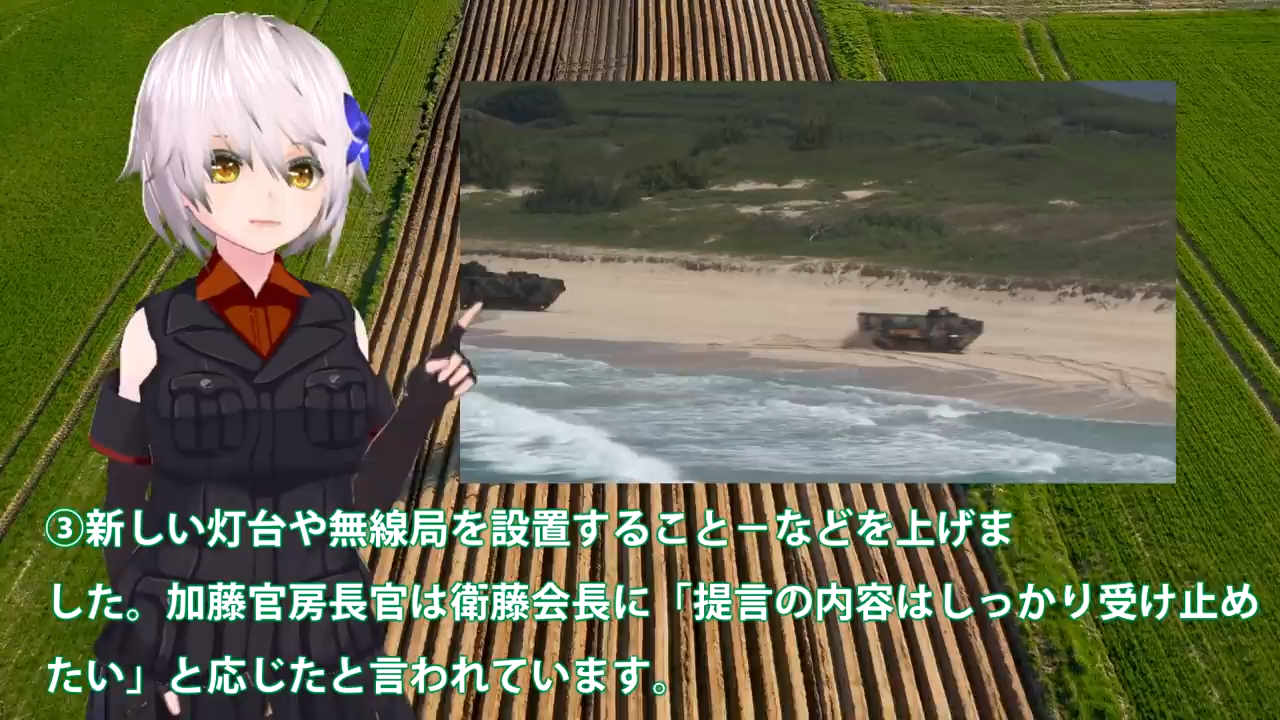 ③新しい灯台や無線局を設置することーなどを上げま
した。加藤官房長官は衛藤会長に「提言の内容はしっかり受け止め
たい」と応じたと言われています。